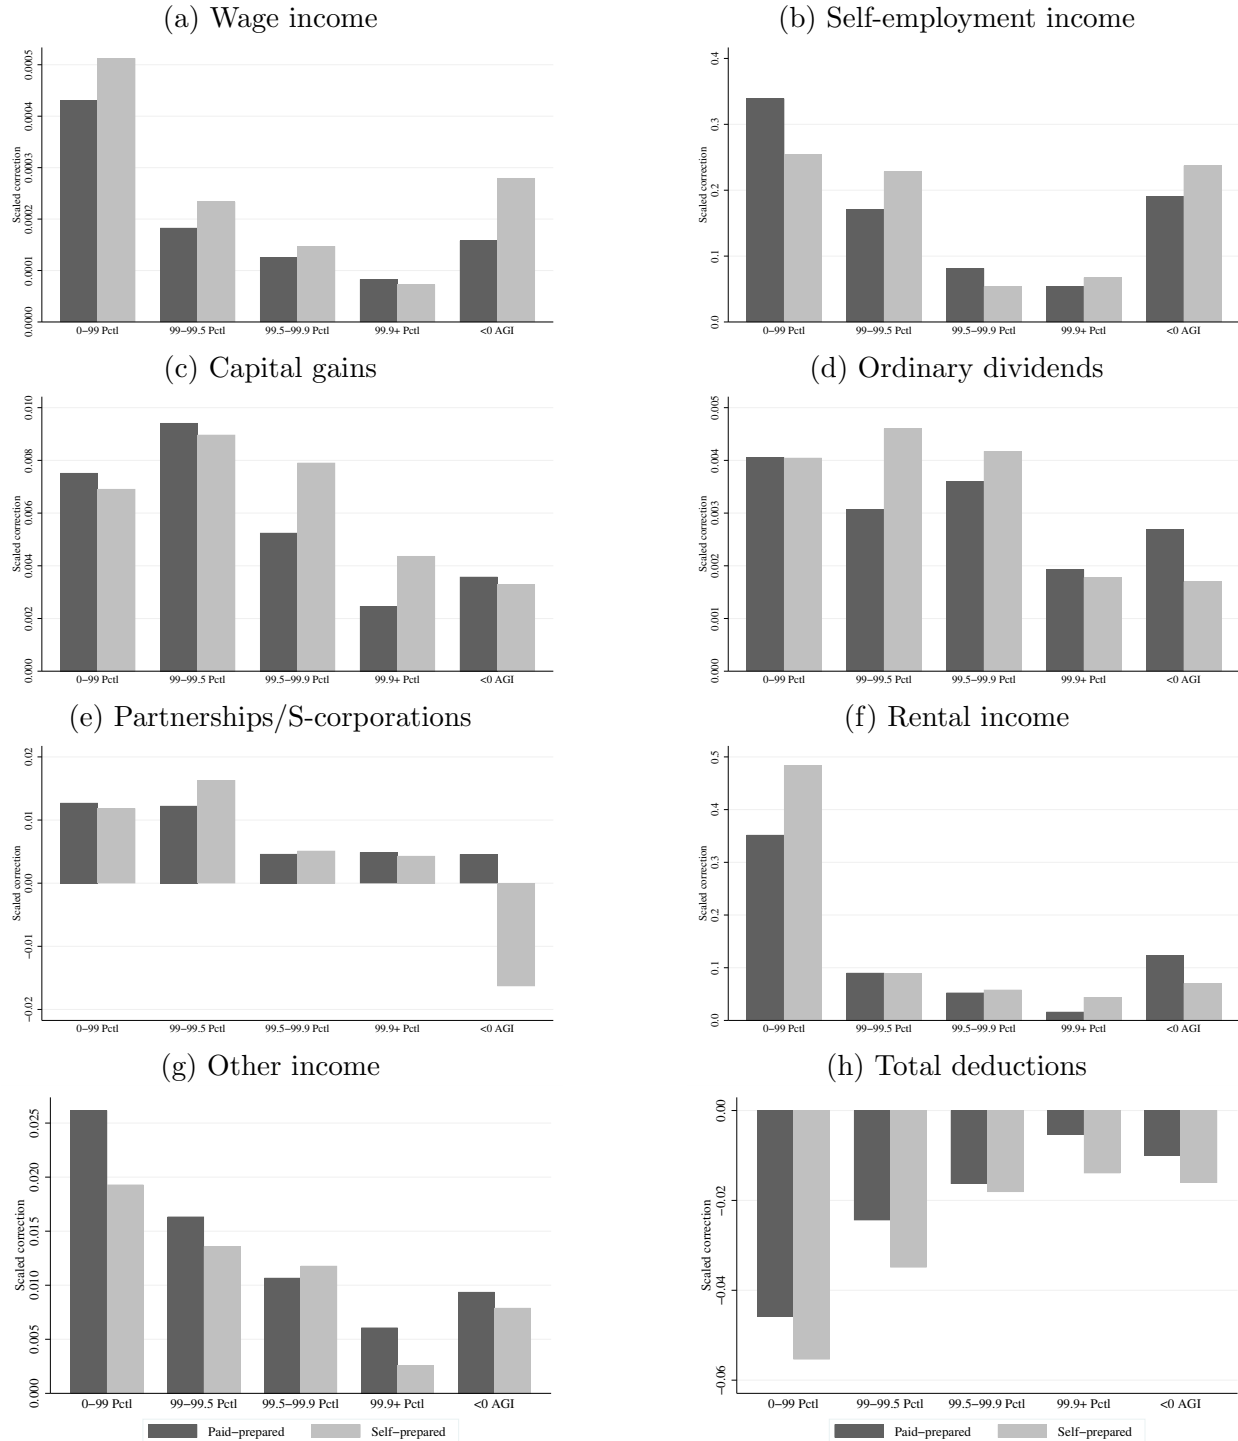 (a) Wage income
Scaled correction
0.0005
0.0004
0.0003
0.0002
0.0001
0.0000
0−99 Pctl 99−99.5 Pctl 99.5−99.9 Pctl 99.9+ Pctl <0 AGI
(b) Self-employment income
Scaled correction
0.4
0.3
0.2
0.1
0.0
0−99 Pctl 99−99.5 Pctl 99.5−99.9 Pctl 99.9+ Pctl <0 AGI
(c) Capital gains
Scaled correction
0.010
0.008
0.006
0.004
0.002
0.000
0−99 Pctl 99−99.5 Pctl 99.5−99.9 Pctl 99.9+ Pctl <0 AGI
(d) Ordinary dividends
Scaled correction
0.005
0.004
0.003
0.002
0.001
0.000
0−99 Pctl 99−99.5 Pctl 99.5−99.9 Pctl 99.9+ Pctl <0 AGI
(e) Partnerships/S-corporations
Scaled correction
0.02
0.01
0.00
−0.01
−0.02
0−99 Pctl 99−99.5 Pctl 99.5−99.9 Pctl 99.9+ Pctl <0 AGI
(f) Rental income
Scaled correction
0.5
0.4
0.3
0.2
0.1
0.0
0−99 Pctl 99−99.5 Pctl 99.5−99.9 Pctl 99.9+ Pctl <0 AGI
(g) Other income
Scaled correction
0.025
0.020
0.015
0.010
0.005
0.000
0−99 Pctl 99−99.5 Pctl 99.5−99.9 Pctl 99.9+ Pctl <0 AGI
Paid−prepared Self−prepared
(h) Total deductions
Scaled correction
0.00
−0.02
−0.04
−0.06
0−99 Pctl 99−99.5 Pctl 99.5−99.9 Pctl 99.9+ Pctl <0 AGI
Paid−prepared Self−prepared